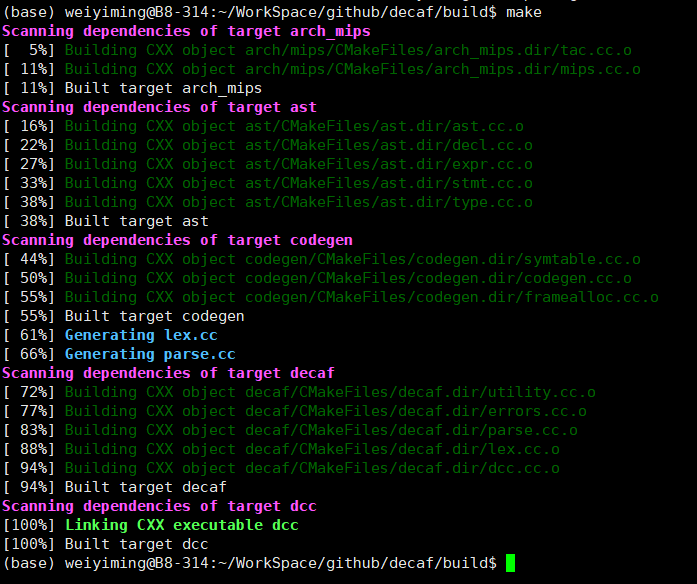 (base) weiyiming@B8-314:~/WorkSpace/github/decaf/build$ make
Scanning dependencies of target arch_mips
[  5%] Building CXX object arch/mips/CMakeFiles/arch_mips.dir/tac.cc.o
[ 11%] Building CXX object arch/mips/CMakeFiles/arch_mips.dir/mips.cc.o
[ 11%] Built target arch_mips
Scanning dependencies of target ast
[ 16%] Building CXX object ast/CMakeFiles/ast.dir/ast.cc.o
[ 22%] Building CXX object ast/CMakeFiles/ast.dir/decl.cc.o
[ 27%] Building CXX object ast/CMakeFiles/ast.dir/expr.cc.o
[ 33%] Building CXX object ast/CMakeFiles/ast.dir/stmt.cc.o
[ 38%] Building CXX object ast/CMakeFiles/ast.dir/type.cc.o
[ 38%] Built target ast
Scanning dependencies of target codegen
[ 44%] Building CXX object codegen/CMakeFiles/codegen.dir/symtable.cc.o
[ 50%] Building CXX object codegen/CMakeFiles/codegen.dir/codegen.cc.o
[ 55%] Building CXX object codegen/CMakeFiles/codegen.dir/framealloc.cc.o
[ 55%] Built target codegen
[ 61%] Generating lex.cc
[ 66%] Generating parse.cc
Scanning dependencies of target decaf
[ 72%] Building CXX object decaf/CMakeFiles/decaf.dir/utility.cc.o
[ 77%] Building CXX object decaf/CMakeFiles/decaf.dir/errors.cc.o
[ 83%] Building CXX object decaf/CMakeFiles/decaf.dir/parse.cc.o
[ 88%] Building CXX object decaf/CMakeFiles/decaf.dir/lex.cc.o
[ 94%] Building CXX object decaf/CMakeFiles/decaf.dir/dcc.cc.o
[ 94%] Built target decaf
Scanning dependencies of target dcc
[100%] Linking CXX executable dcc
[100%] Built target dcc
(base) weiyiming@B8-314:~/WorkSpace/github/decaf/build$